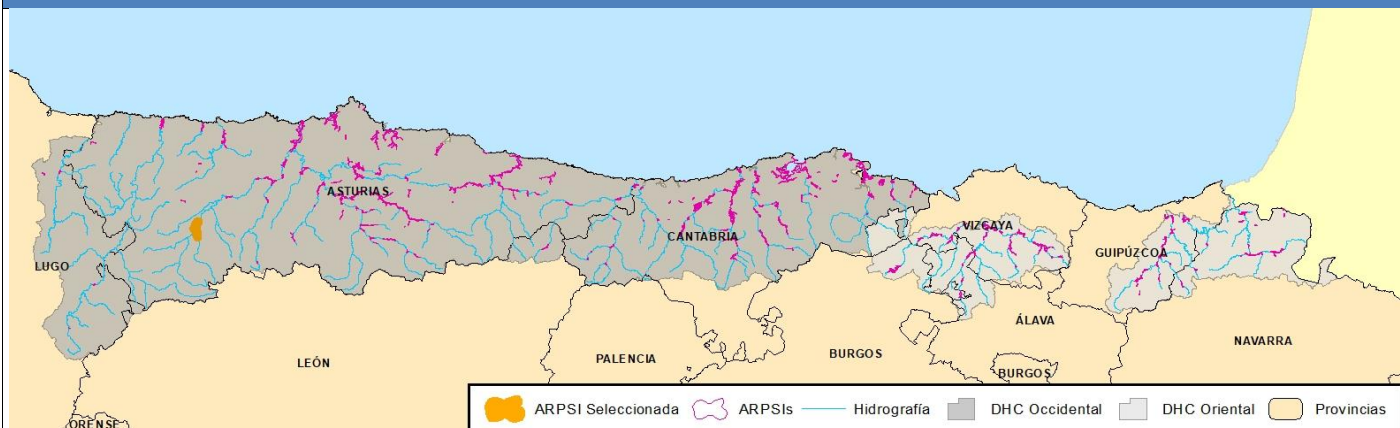 ASTURIAS
VIZCAYA
CANTABRIA
GUIPÚZCOA
LUGO
ÁLAVA
NAVARRA
LEÓN
PALENCIA
BURGOS
BURGOS
ORENSE
ARPSI Seleccionada ARPSIs Hidrografía DHC Occidental DHC Oriental Provincias